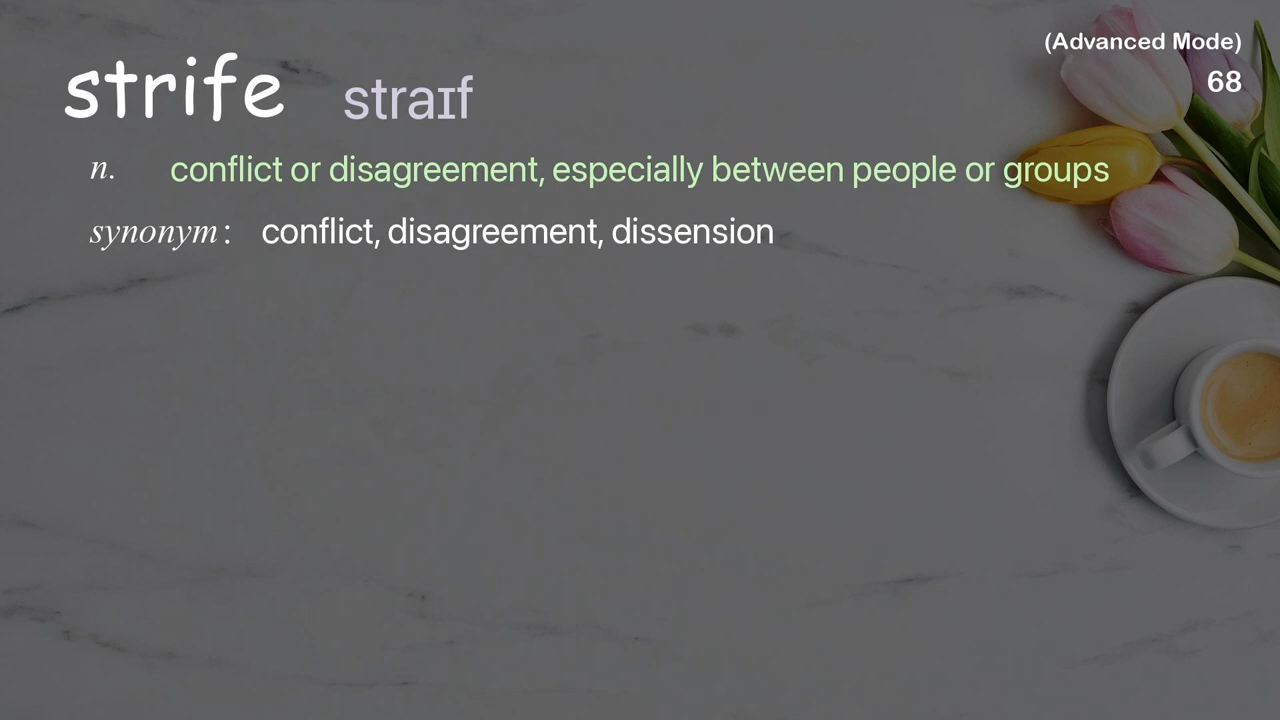 (Advanced Mode)
68
strife straɪf
n. conflict or disagreement, especially between people or groups
synonym : conflict, disagreement, dissension